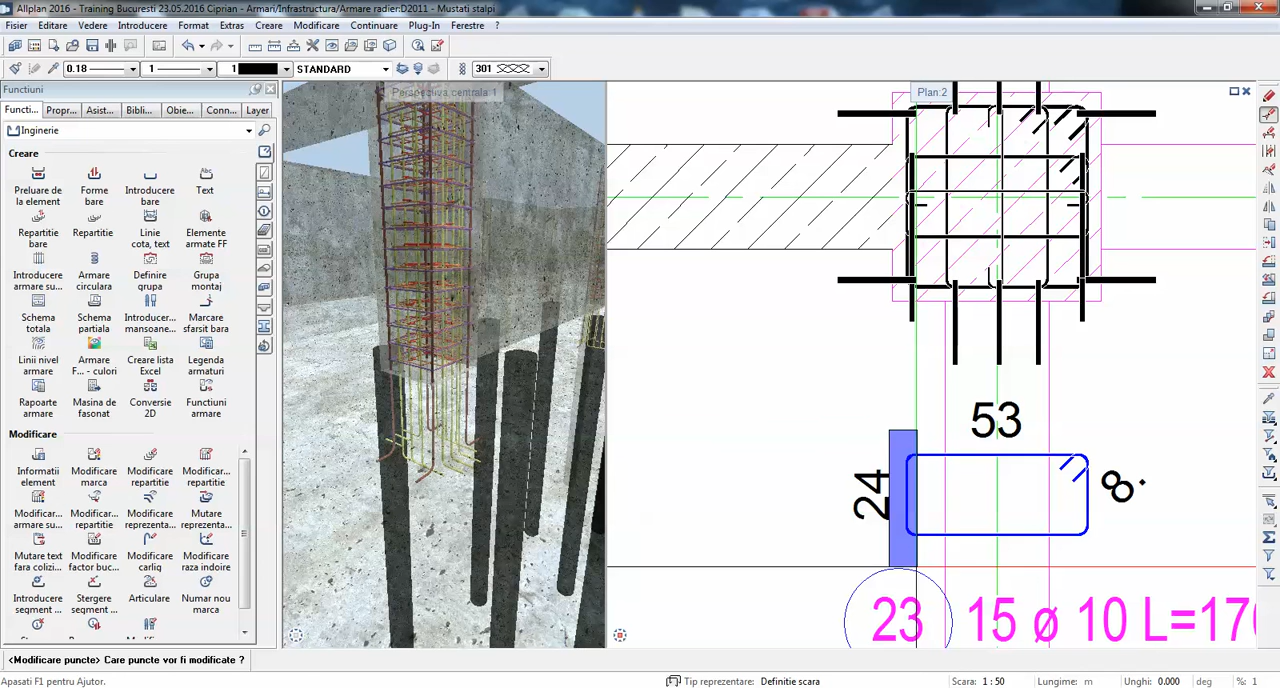 Allplan 2016 - Training Bucuresti 23.05.2016 Ciprian - Armari/Infrastructura/Armare radier:D2011 - Mustati stalpi
Fisier Editare Vedere Introducere Format Extras Creare Modificare Continuare Plug-In Ferestre ?
0.18 1 1 STANDARD 301
Functiuni
Functi... Propr... Asist... Bibli... Obie... Conn... Layer
Inginerie
Creare
Preluare de la element
Forme bare
Introducere bare
Text
Repartitie bare
Repartitie
Linie cota, text
Elemente armate FF
Introducere armare su...
Armare circulara
Definire grupa
Grupa montaj
Schema totala
Schema partiala
Introducer... mansoane...
Marcare sfarsit bara
Linii nivel armare
Armare F... - culori
Creare lista Excel
Legenda armaturi
Rapoarte armare
Masina de fasonat
Conversie 2D
Functiuni armare
Modificare
Informatii element
Modificare marca
Modificare repartitie
Modificar... repartitie
Modificar... armare su...
Modificare repartitie
Modificare reprezenta...
Mutare reprezenta...
Mutare text fara colizi...
Modificare factor buc...
Modificare carlig
Modificare raza indoire
Introducere segment ...
Stergere segment ...
Articulare
Numar nou marca
Perspectiva centrala:1
Plan:2
53
24
8.
23 15 ø 10 L=170
<Modificare puncte> Care puncte vor fi modificate ?
Apasati F1 pentru Ajutor.
Tip reprezentare: Definitie scara
Scara: 1 : 50
Lungime: m
Unghi: 0.000 deg
%: 1